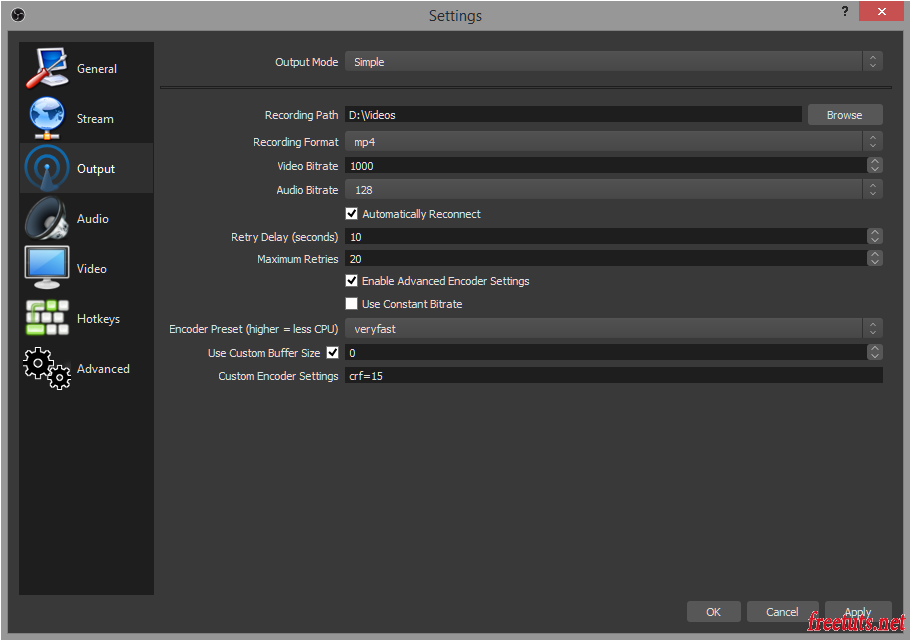 Settings
?
General
Stream
Output
Audio
Video
Hotkeys
Advanced
Output Mode Simple
Recording Path D:\Videos Browse
Recording Format mp4
Video Bitrate 1000
Audio Bitrate 128
Automatically Reconnect
Retry Delay (seconds) 10
Maximum Retries 20
Enable Advanced Encoder Settings
Use Constant Bitrate
Encoder Preset (higher = less CPU) veryfast
Use Custom Buffer Size 0
Custom Encoder Settings crf=15
OK Cancel Apply
freetuts.net